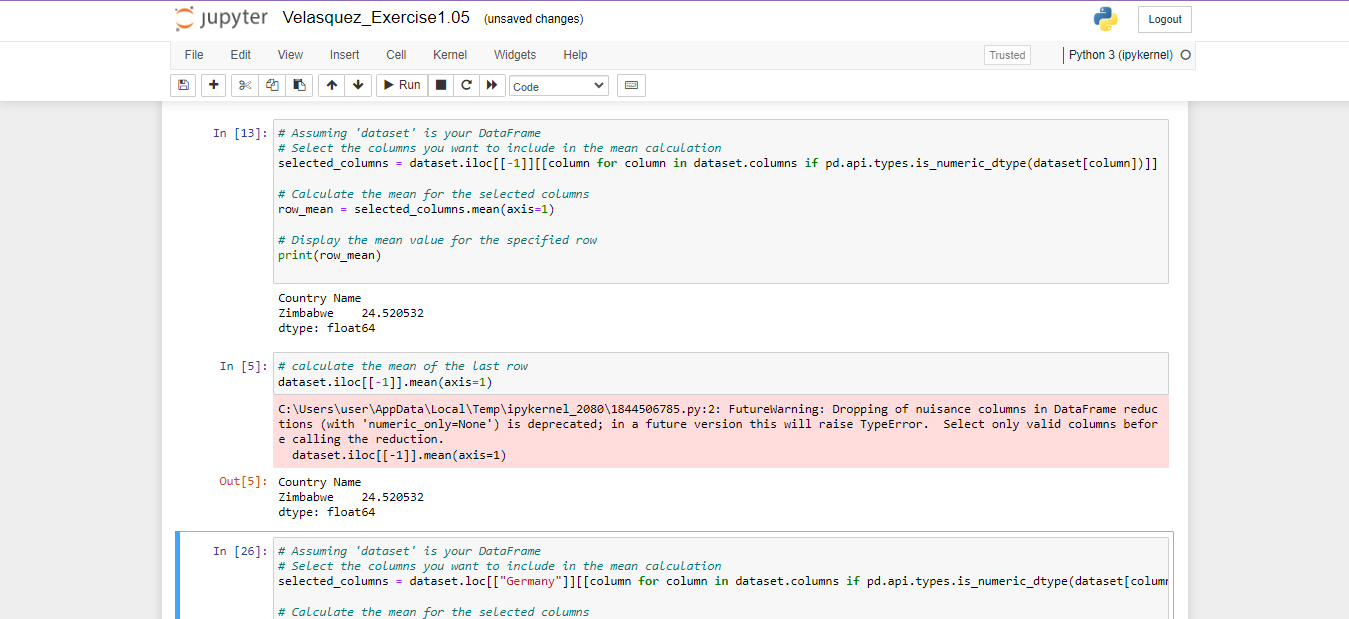 jupyter Velasquez_Exercise1.05 (unsaved changes) Logout
File Edit View Insert Cell Kernel Widgets Help Trusted Python 3 (ipykernel)
Run Code
In [13]: # Assuming 'dataset' is your DataFrame
# Select the columns you want to include in the mean calculation
selected_columns = dataset.iloc[[-1]][[column for column in dataset.columns if pd.api.types.is_numeric_dtype(dataset[column])]]
# Calculate the mean for the selected columns
row_mean = selected_columns.mean(axis=1)
# Display the mean value for the specified row
print(row_mean)
Country Name
Zimbabwe    24.520532
dtype: float64
In [5]: # calculate the mean of the last row
dataset.iloc[[-1]].mean(axis=1)
C:\Users\user\AppData\Local\Temp\ipykernel_2080\1844506785.py:2: FutureWarning: Dropping of nuisance columns in DataFrame reduc
tions (with 'numeric_only=None') is deprecated; in a future version this will raise TypeError.  Select only valid columns befor
e calling the reduction.
  dataset.iloc[[-1]].mean(axis=1)
Out[5]: Country Name
Zimbabwe    24.520532
dtype: float64
In [26]: # Assuming 'dataset' is your DataFrame
# Select the columns you want to include in the mean calculation
selected_columns = dataset.loc[["Germany"]][[column for column in dataset.columns if pd.api.types.is_numeric_dtype(dataset[colum
# Calculate the mean for the selected columns